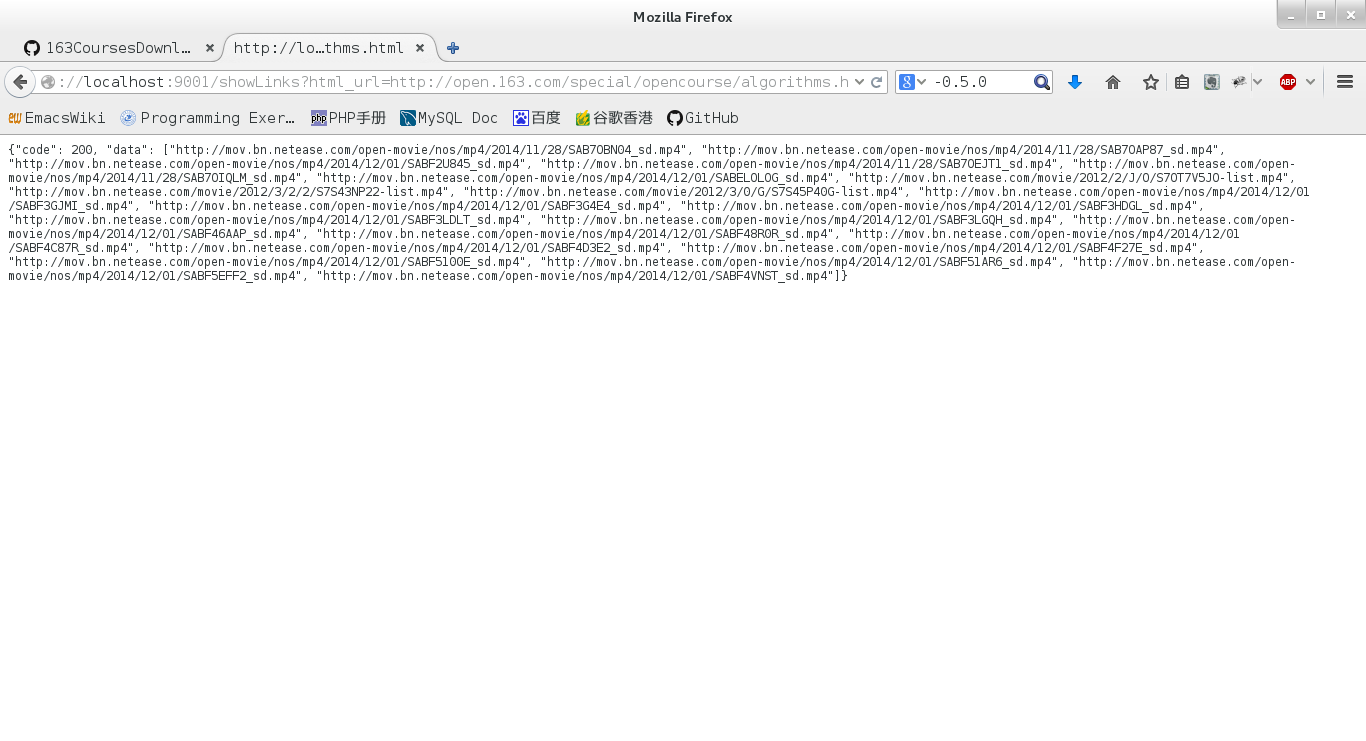 Mozilla Firefox
163CoursesDownl...
http://lo...thms.html
://localhost:9001/showLinks?html_url=http://open.163.com/special/opencourse/algorithms.h
-0.5.0
ABP
EmacsWiki
Programming Exer...
php PHP手册
MySQL Doc
百度
谷歌香港
GitHub
{"code": 200, "data": ["http://mov.bn.netease.com/open-movie/nos/mp4/2014/11/28/SAB7OBNO4_sd.mp4", "http://mov.bn.netease.com/open-movie/nos/mp4/2014/11/28/SAB7OAP87_sd.mp4",
"http://mov.bn.netease.com/open-movie/nos/mp4/2014/12/01/SABF2U845_sd.mp4", "http://mov.bn.netease.com/open-movie/nos/mp4/2014/11/28/SAB7OEJT1_sd.mp4", "http://mov.bn.netease.com/open-
movie/nos/mp4/2014/11/28/SAB7OIQLM_sd.mp4", "http://mov.bn.netease.com/open-movie/nos/mp4/2014/12/01/SABELOLOG_sd.mp4", "http://mov.bn.netease.com/movie/2012/2/J/O/S7OT7V5JO-list.mp4",
"http://mov.bn.netease.com/movie/2012/3/2/2/S7S43NP22-list.mp4", "http://mov.bn.netease.com/movie/2012/3/0/G/S7S45P40G-list.mp4", "http://mov.bn.netease.com/open-movie/nos/mp4/2014/12/01
/SABF3GJMI_sd.mp4", "http://mov.bn.netease.com/open-movie/nos/mp4/2014/12/01/SABF3G4E4_sd.mp4", "http://mov.bn.netease.com/open-movie/nos/mp4/2014/12/01/SABF3HDGL_sd.mp4",
"http://mov.bn.netease.com/open-movie/nos/mp4/2014/12/01/SABF3LDLT_sd.mp4", "http://mov.bn.netease.com/open-movie/nos/mp4/2014/12/01/SABF3LGQH_sd.mp4", "http://mov.bn.netease.com/open-
movie/nos/mp4/2014/12/01/SABF46AAP_sd.mp4", "http://mov.bn.netease.com/open-movie/nos/mp4/2014/12/01/SABF48R0R_sd.mp4", "http://mov.bn.netease.com/open-movie/nos/mp4/2014/12/01
/SABF4C87R_sd.mp4", "http://mov.bn.netease.com/open-movie/nos/mp4/2014/12/01/SABF4D3E2_sd.mp4", "http://mov.bn.netease.com/open-movie/nos/mp4/2014/12/01/SABF4F27E_sd.mp4",
"http://mov.bn.netease.com/open-movie/nos/mp4/2014/12/01/SABF5100E_sd.mp4", "http://mov.bn.netease.com/open-movie/nos/mp4/2014/12/01/SABF51AR6_sd.mp4", "http://mov.bn.netease.com/open-
movie/nos/mp4/2014/12/01/SABF5EFF2_sd.mp4", "http://mov.bn.netease.com/open-movie/nos/mp4/2014/12/01/SABF4VNST_sd.mp4"]}